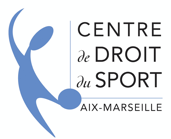 CENTRE
de DROIT
du SPORT
AIX-MARSEILLE